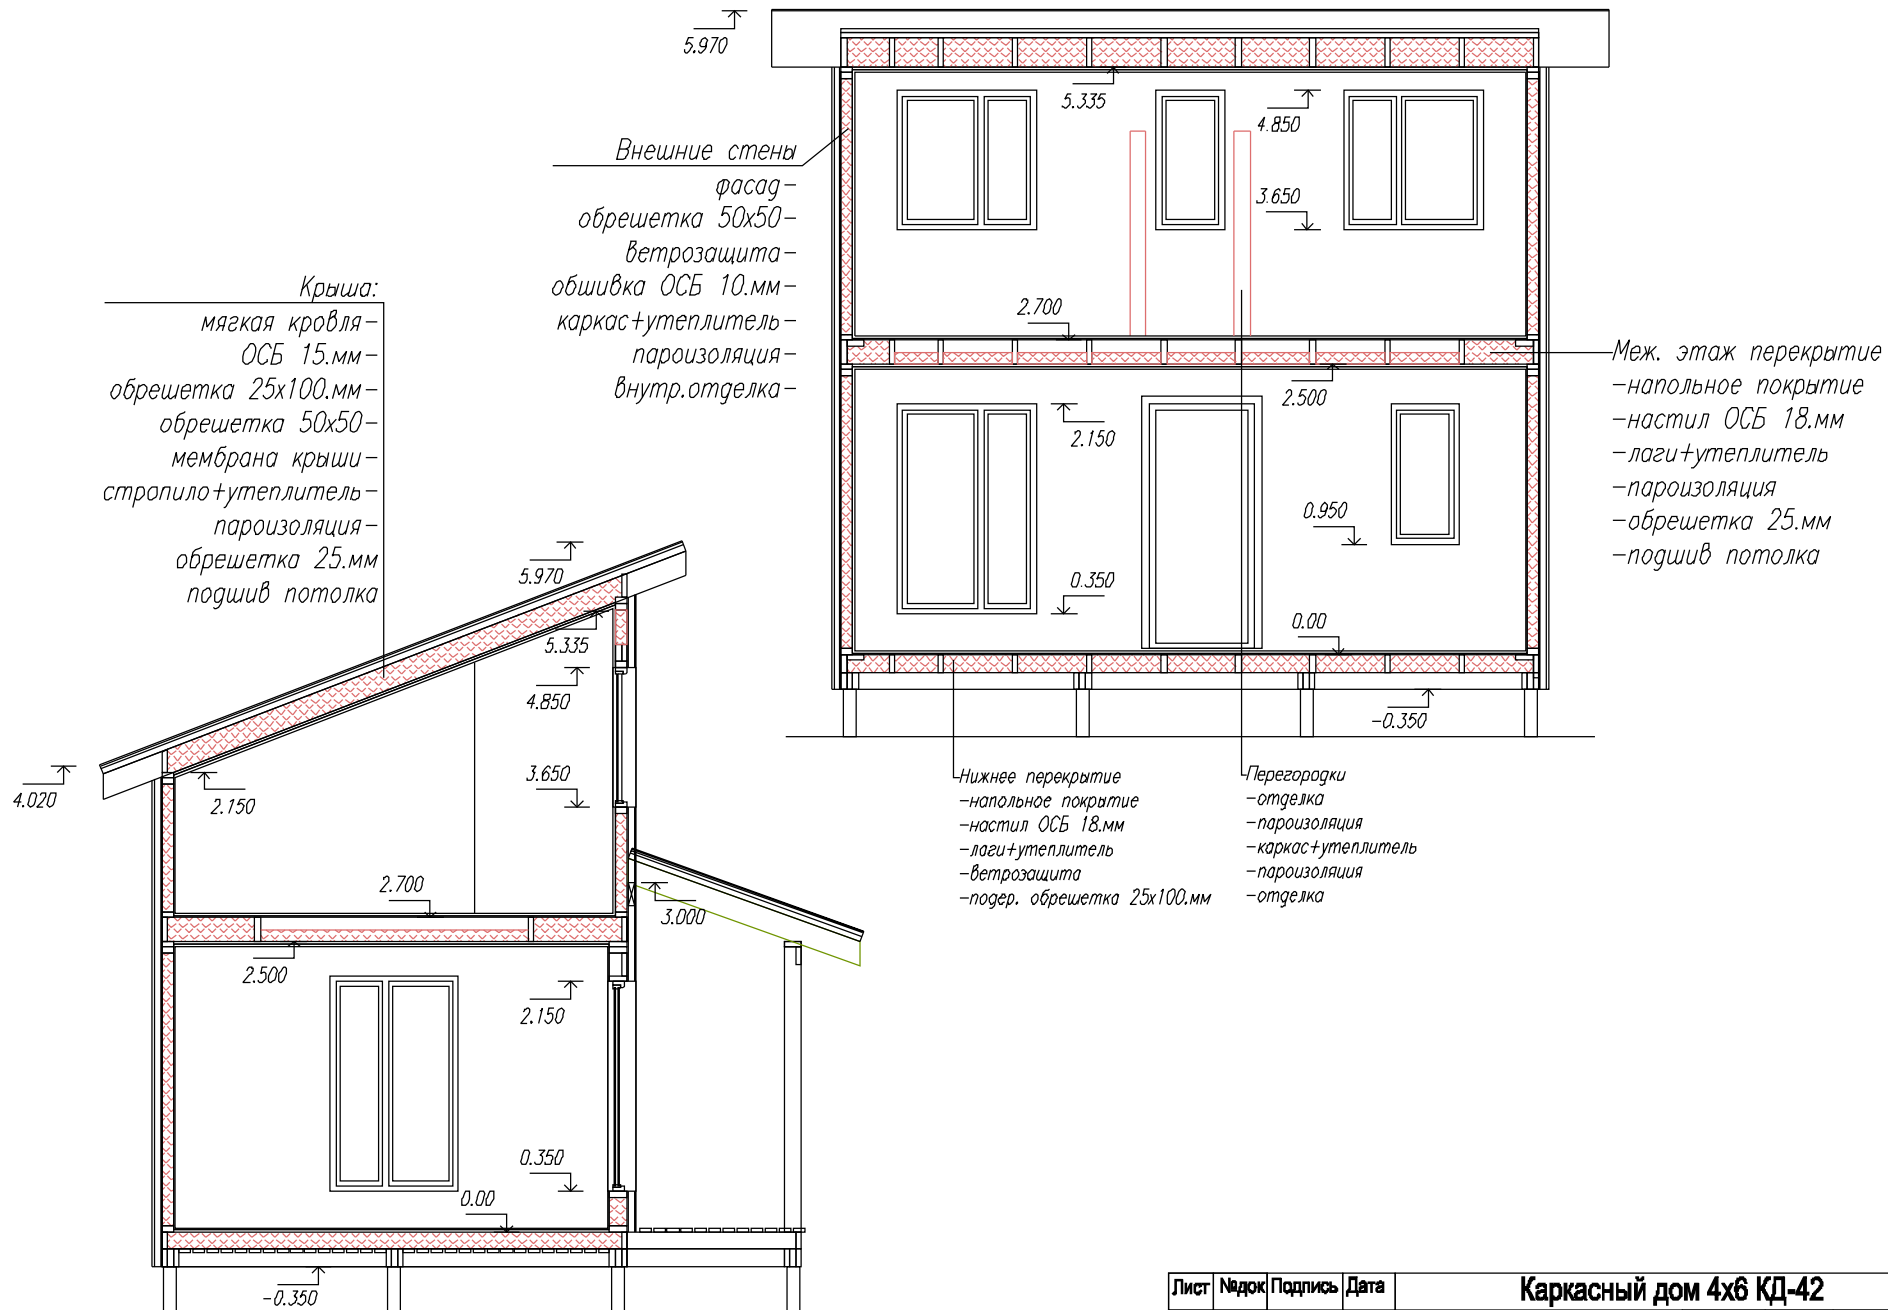 5.970
5.335
4.850
3.650
2.700
2.500
2.150
0.950
0.350
0.00
-0.350
Внешние стены
фасад-
обрешетка 50х50-
ветрозащита-
обшивка ОСБ 10.мм-
каркас+утеплитель-
пароизоляция-
внутр.отделка-
Меж. этаж перекрытие
-напольное покрытие
-настил ОСБ 18.мм
-лаги+утеплитель
-пароизоляция
-обрешетка 25.мм
-подшив потолка
Крыша:
мягкая кровля-
ОСБ 15.мм-
обрешетка 25х100.мм-
обрешетка 50х50-
мембрана крыши-
стропило+утеплитель-
пароизоляция-
обрешетка 25.мм
подшив потолка
Нижнее перекрытие
-напольное покрытие
-настил ОСБ 18.мм
-лаги+утеплитель
-ветрозащита
-подер. обрешетка 25х100.мм
Перегородки
-отделка
-пароизоляция
-каркас+утеплитель
-пароизоляция
-отделка
5.970
5.335
4.850
4.020
2.150
3.650
2.700
3.000
2.500
2.150
0.350
0.00
-0.350
Лист №док Подпись Дата Каркасный дом 4х6 КД-42